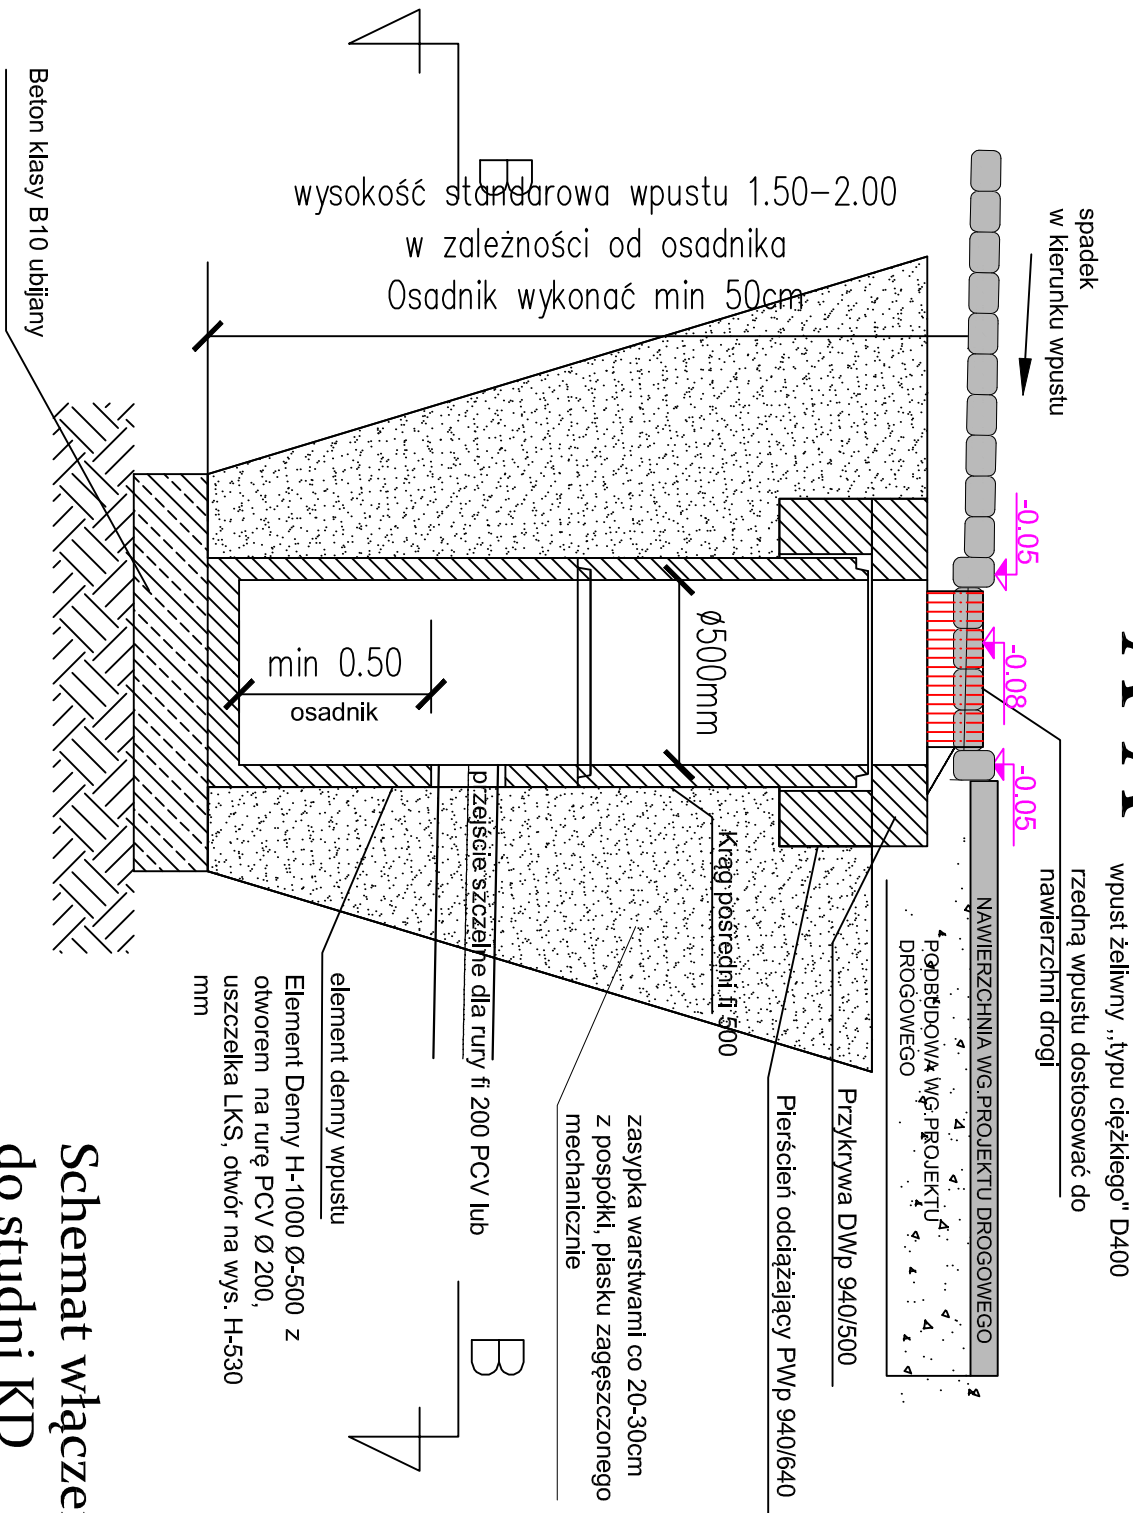 wysokość standarowa wpustu 1.50–2.00
w zależności od osadnika
Osadnik wykonać min 50cm
min 0.50
osadnik
B
B
wpust żeliwny ,,typu ciężkiego" D400
rzedną wpustu dostosować do
nawierzchni drogi
spadek
w kierunku wpustu
-0.05
-0.08
-0.05
NAWIERZCHNIA WG.PROJEKTU DROGOWEGO
PODBUDOWA WG.PROJEKTU
DROGOWEGO
Ø500mm
Przykrywa DWp 940/500
Pierścień odciążający PWp 940/640
Krąg pośredni fi 500
zasypka warstwami co 20-30cm
z pospółki, piasku zagęszczonego
mechanicznie
przejście szczelne dla rury fi 200 PCV lub
element denny wpustu
Element Denny H-1000 Ø-500 z
otworem na rurę PCV Ø 200,
uszczelka LKS, otwór na wys. H-530
mm
Beton klasy B10 ubijany
Schemat włącze
do studni KD